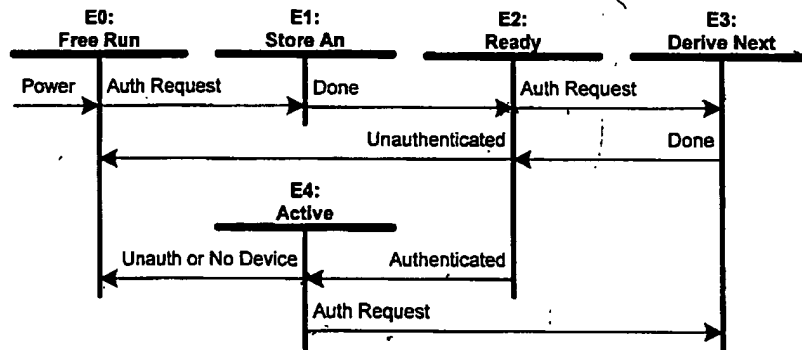 E0:
Free Run
E1:
Store An
E2:
Ready
E3:
Derive Next
Power
Auth Request
Done
Auth Request
Unauthenticated
Done
E4:
Active
Unauth or No Device
Authenticated
Auth Request